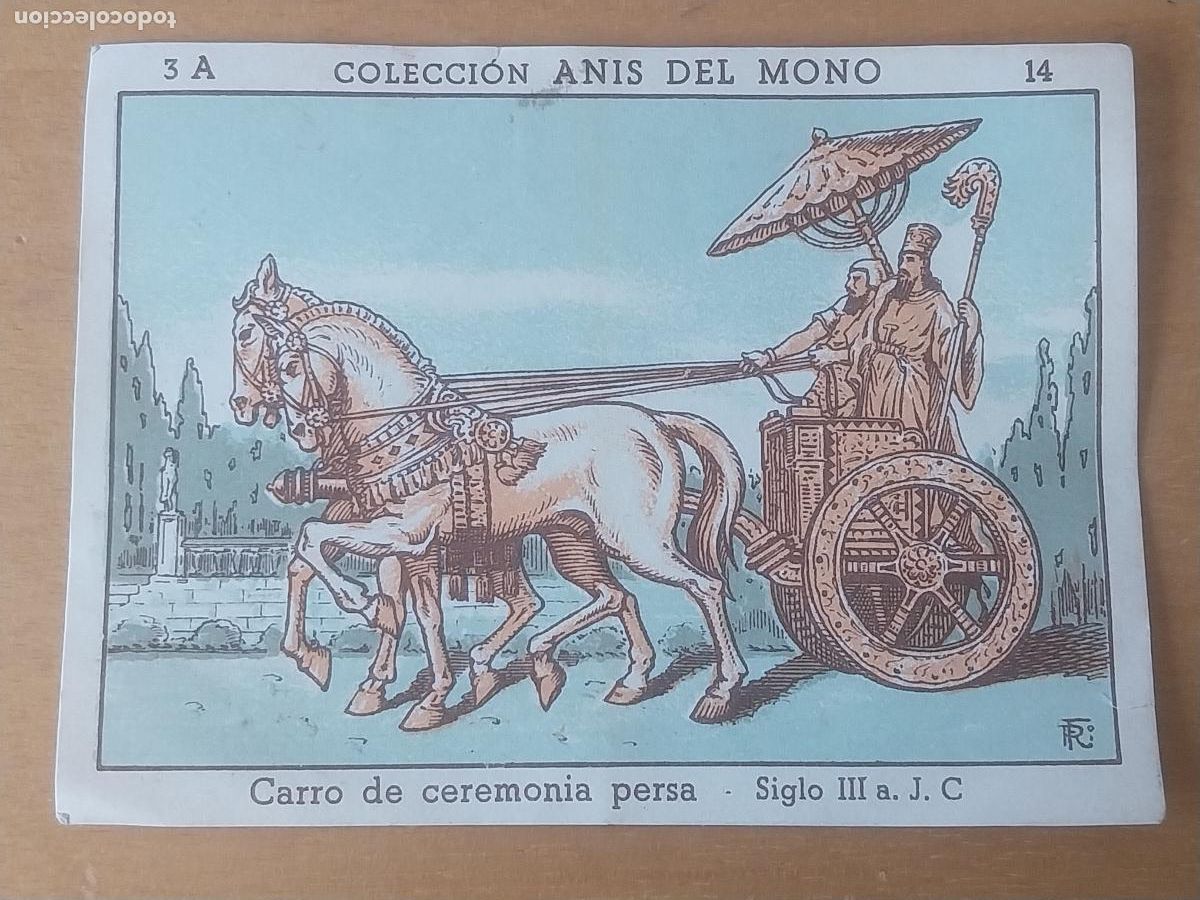 todocoleccion
3 A COLECCIÓN ANIS DEL MONO 14
Carro de ceremonia persa - Siglo III a. J. C